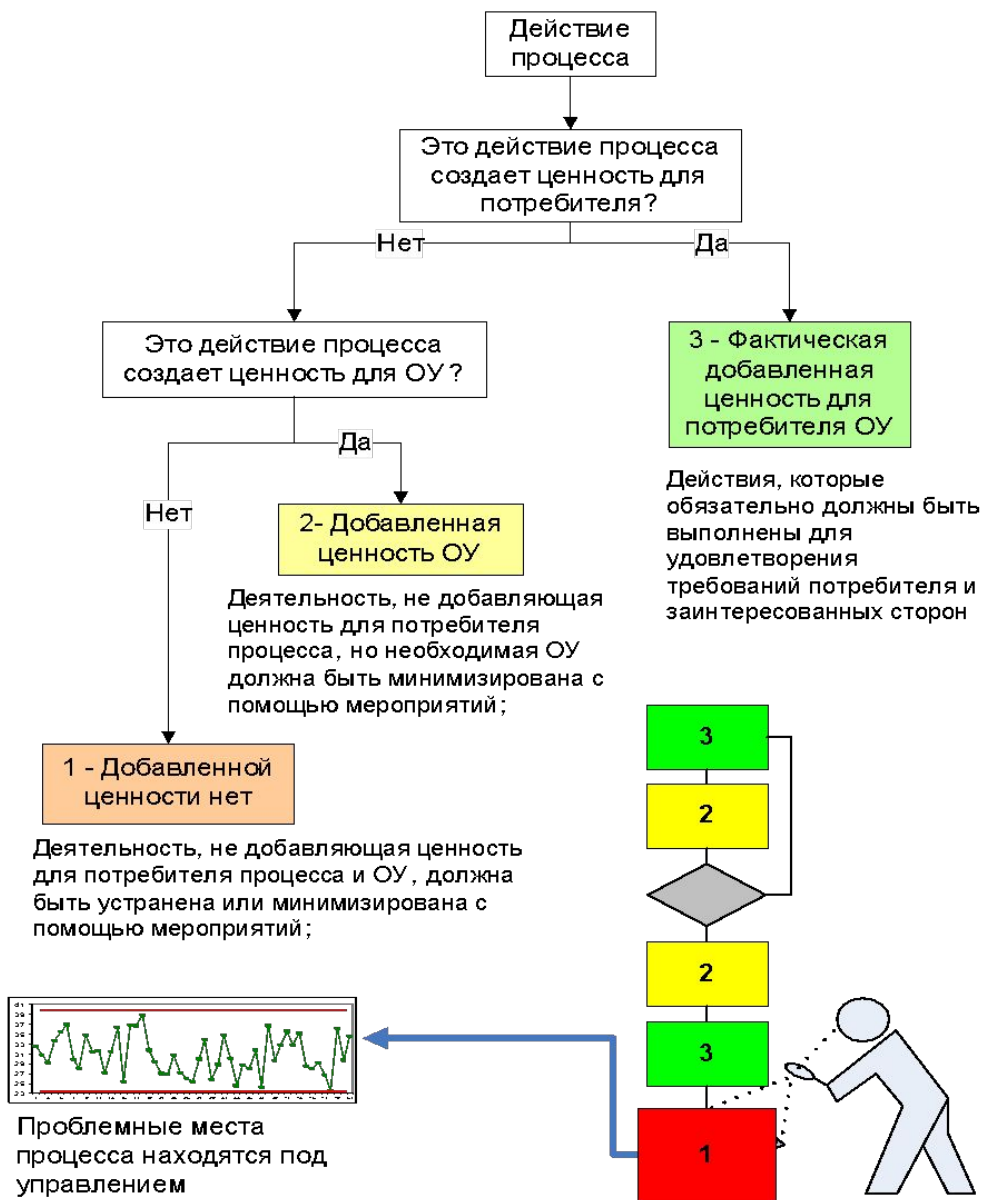 Действие
процесса
Это действие процесса
создает ценность для
потребителя?
Нет
Да
Это действие процесса
создает ценность для ОУ?
3 - Фактическая
добавленная
ценность для
потребителя ОУ
Да
Нет
Действия, которые
обязательно должны быть
выполнены для
удовлетворения
требований потребителя и
заинтересованных сторон
2- Добавленная
ценность ОУ
Деятельность, не добавляющая
ценность для потребителя
процесса, но необходимая ОУ
должна быть минимизирована с
помощью мероприятий;
1 - Добавленной
ценности нет
Деятельность, не добавляющая ценность
для потребителя процесса и ОУ, должна
быть устранена или минимизирована с
помощью мероприятий;
3
2
2
3
1
Проблемные места
процесса находятся под
управлением